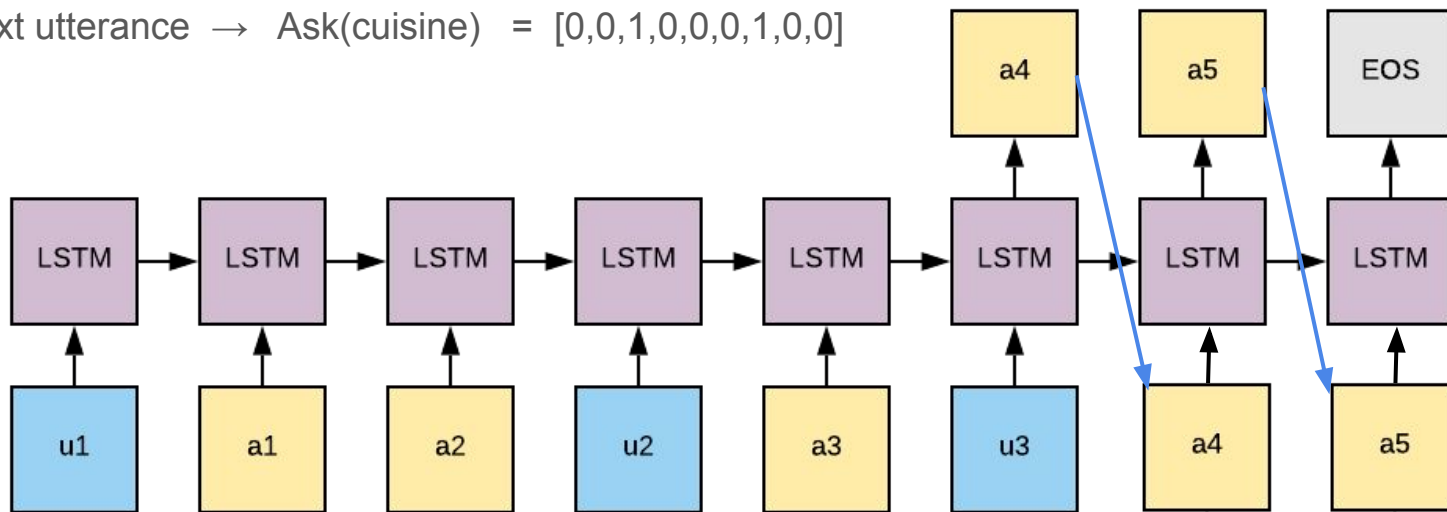 xt utterance → Ask(cuisine) = [0,0,1,0,0,0,1,0,0]
a4 a5 EOS
LSTM LSTM LSTM LSTM LSTM LSTM LSTM LSTM
u1 a1 a2 u2 a3 u3 a4 a5